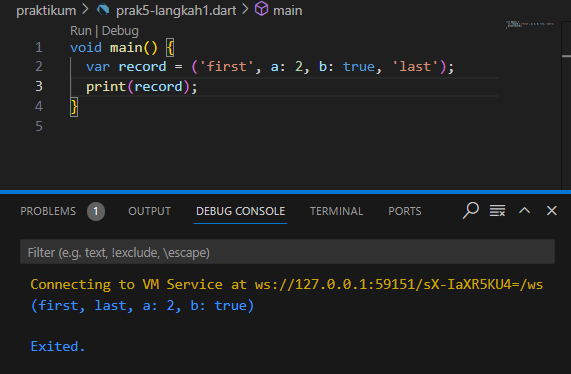 praktikum > prak5-langkah1.dart > main
Run | Debug
1 void main() {
2 var record = ('first', a: 2, b: true, 'last');
3 print(record);
4 }
5
PROBLEMS 1 OUTPUT DEBUG CONSOLE TERMINAL PORTS
Filter (e.g. text, !exclude, \escape)
Connecting to VM Service at ws://127.0.0.1:59151/sX-IaXR5KU4=/ws
(first, last, a: 2, b: true)
Exited.